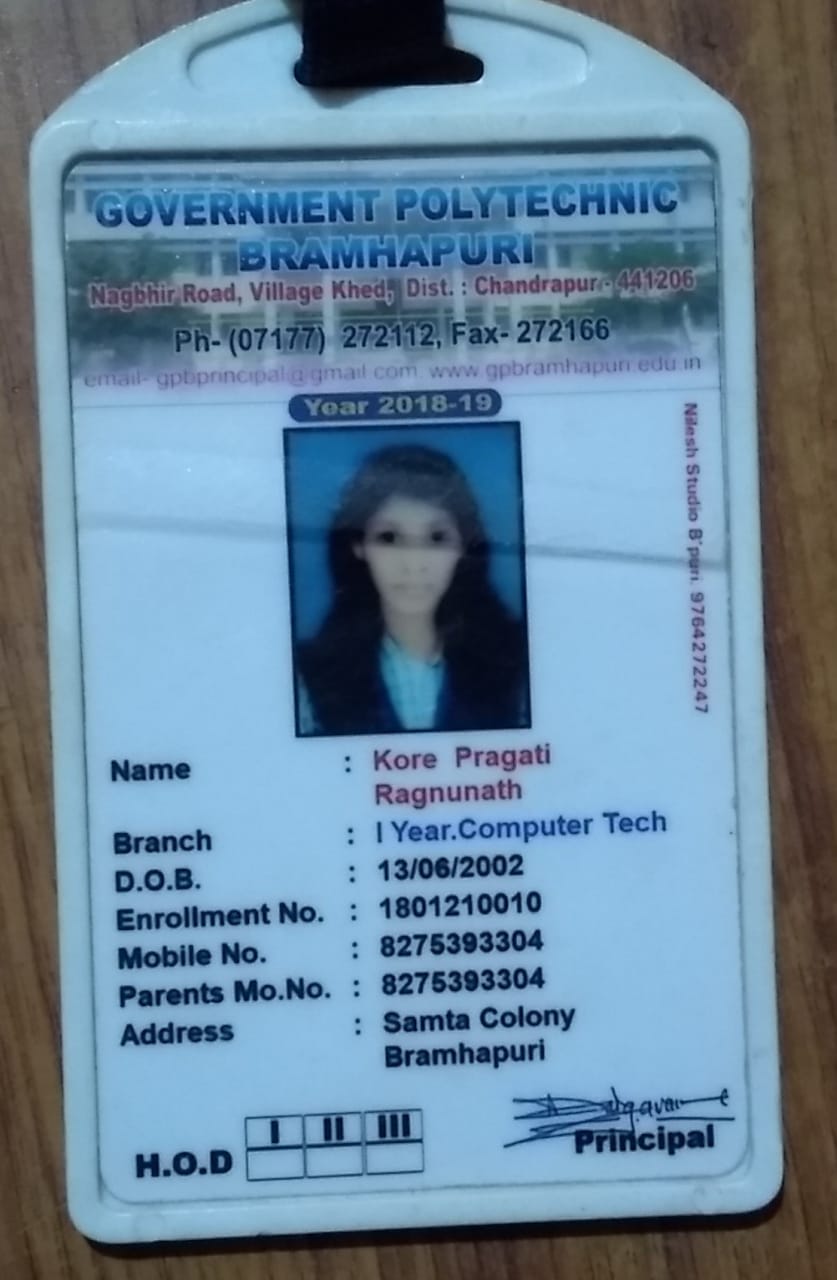 GOVERNMENT POLYTECHNIC
BRAMHAPURI
Nagbhir Road, Village Khed, Dist. : Chandrapur - 441206
Ph- (07177) 272112, Fax- 272166
email- gpbprincipal@gmail.com. www.gpbramhapuri.edu.in
Year 2018-19
Nilesh Studio B'puri. 9764272247
Name : Kore Pragati
Ragnunath
Branch : I Year.Computer Tech
D.O.B. : 13/06/2002
Enrollment No. : 1801210010
Mobile No. : 8275393304
Parents Mo.No. : 8275393304
Address : Samta Colony
Bramhapuri
I II III
H.O.D
Principal